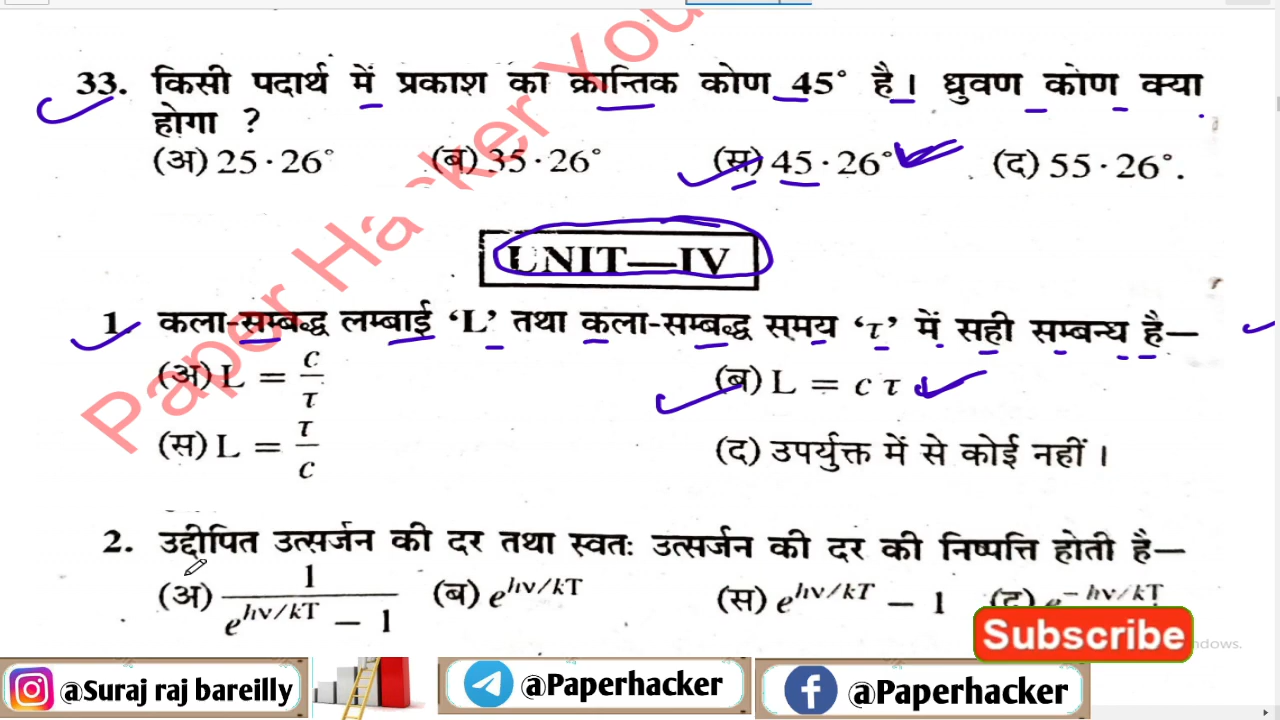 33. किसी पदार्थ में प्रकाश का क्रान्तिक कोण 45° है। ध्रुवण कोण क्या
होगा ?
(अ) 25·26° (ब) 35·26° (स) 45·26° (द) 55·26°.
UNIT—IV
1. कला-सम्बद्ध लम्बाई ‘L’ तथा कला-सम्बद्ध समय ‘τ’ में सही सम्बन्ध है—
(अ) L = c/τ (ब) L = c τ
(स) L = τ/c (द) उपर्युक्त में से कोई नहीं।
2. उद्दीपित उत्सर्जन की दर तथा स्वतः उत्सर्जन की दर की निष्पत्ति होती है—
(अ) 1/(e^{hν/kT} − 1) (ब) e^{hν/kT} (स) e^{hν/kT} − 1 (द) e^{−hν/kT}
Paper Hacker You
Subscribe
ndows.
@Suraj raj bareilly @Paperhacker @Paperhacker